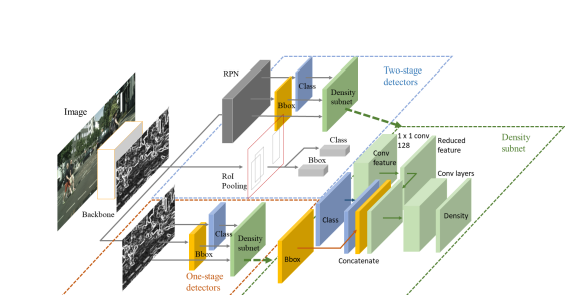 RPN
Two-stage
detectors
Class
Bbox
Density
subnet
Image
Class
Bbox
RoI
Pooling
Backbone
1 x 1 conv
128
Reduced
feature
Density
subnet
Conv
feature
Conv layers
Class
Bbox
Density
subnet
One-stage
detectors
Bbox
Class
Concatenate
Density